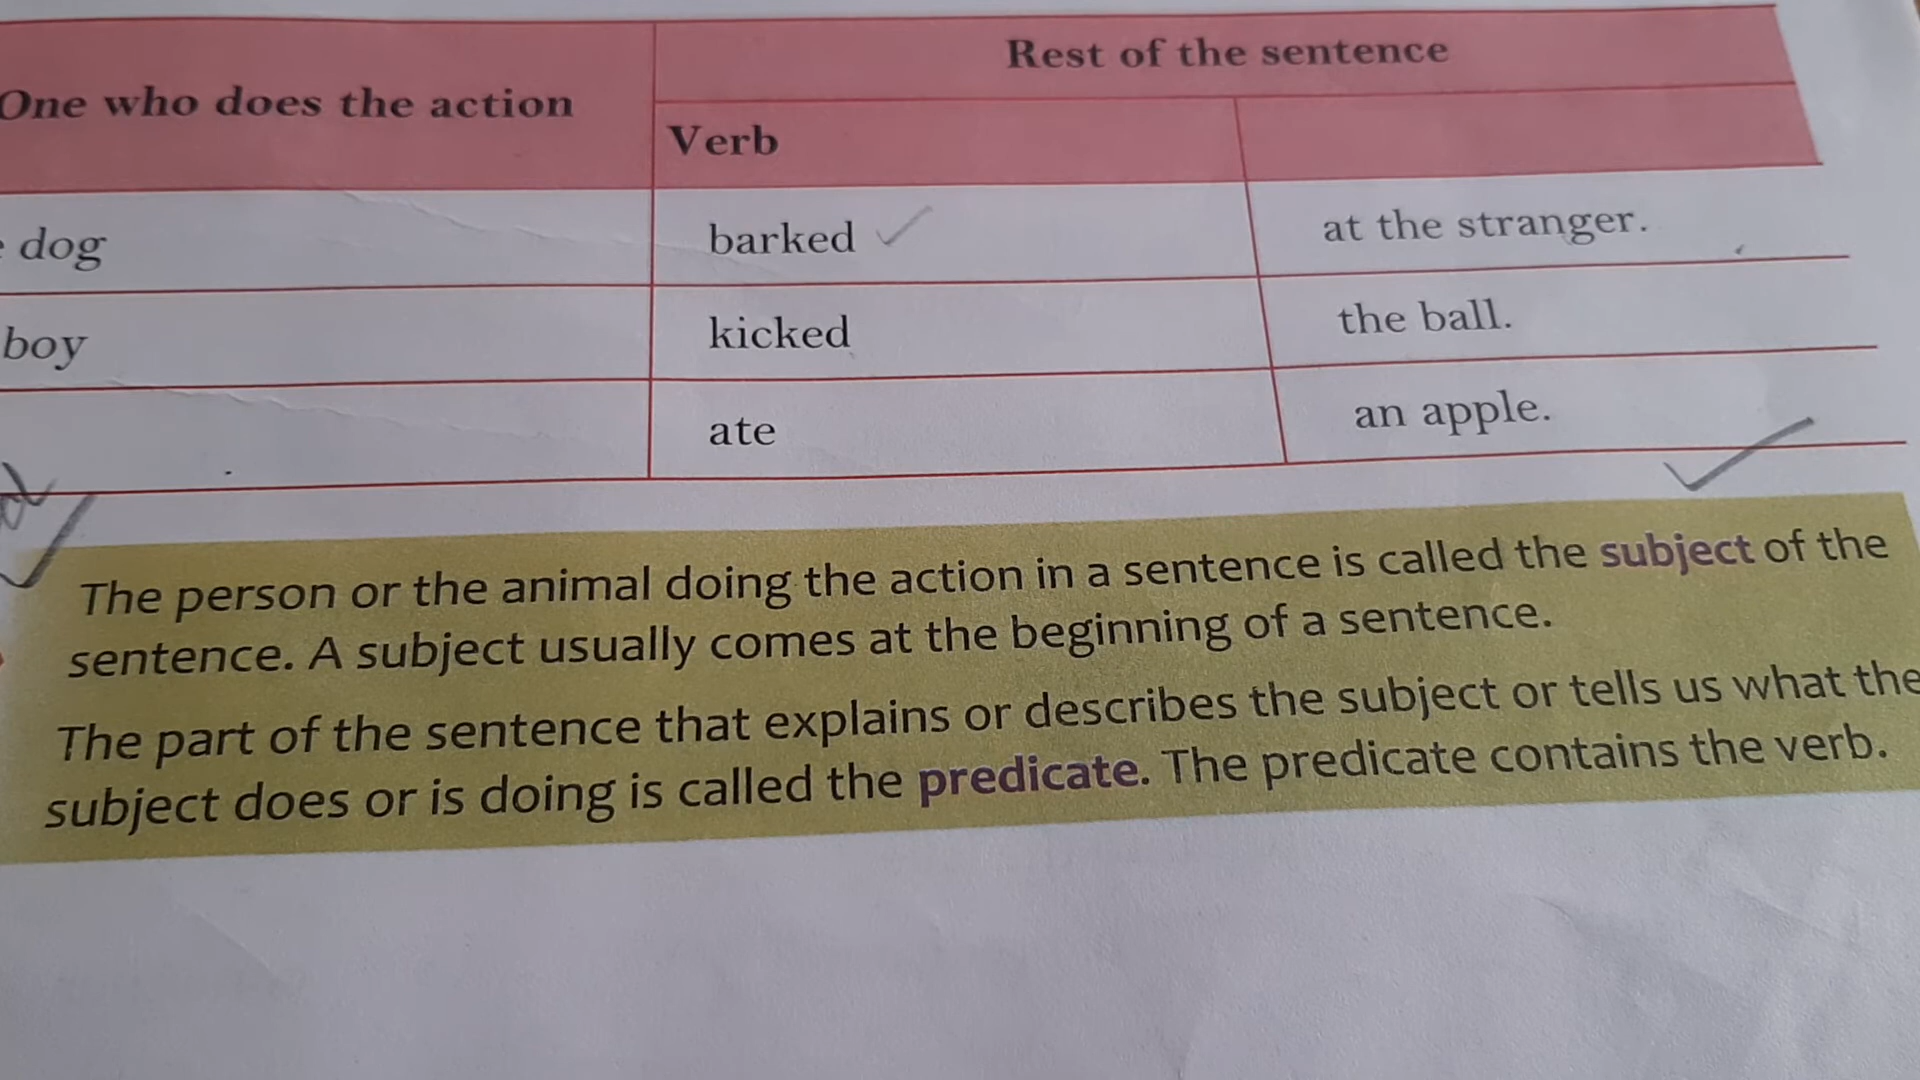 Rest of the sentence
One who does the action
Verb
dog barked at the stranger.
boy kicked the ball.
ate an apple.
The person or the animal doing the action in a sentence is called the subject of the
sentence. A subject usually comes at the beginning of a sentence.
The part of the sentence that explains or describes the subject or tells us what the
subject does or is doing is called the predicate. The predicate contains the verb.